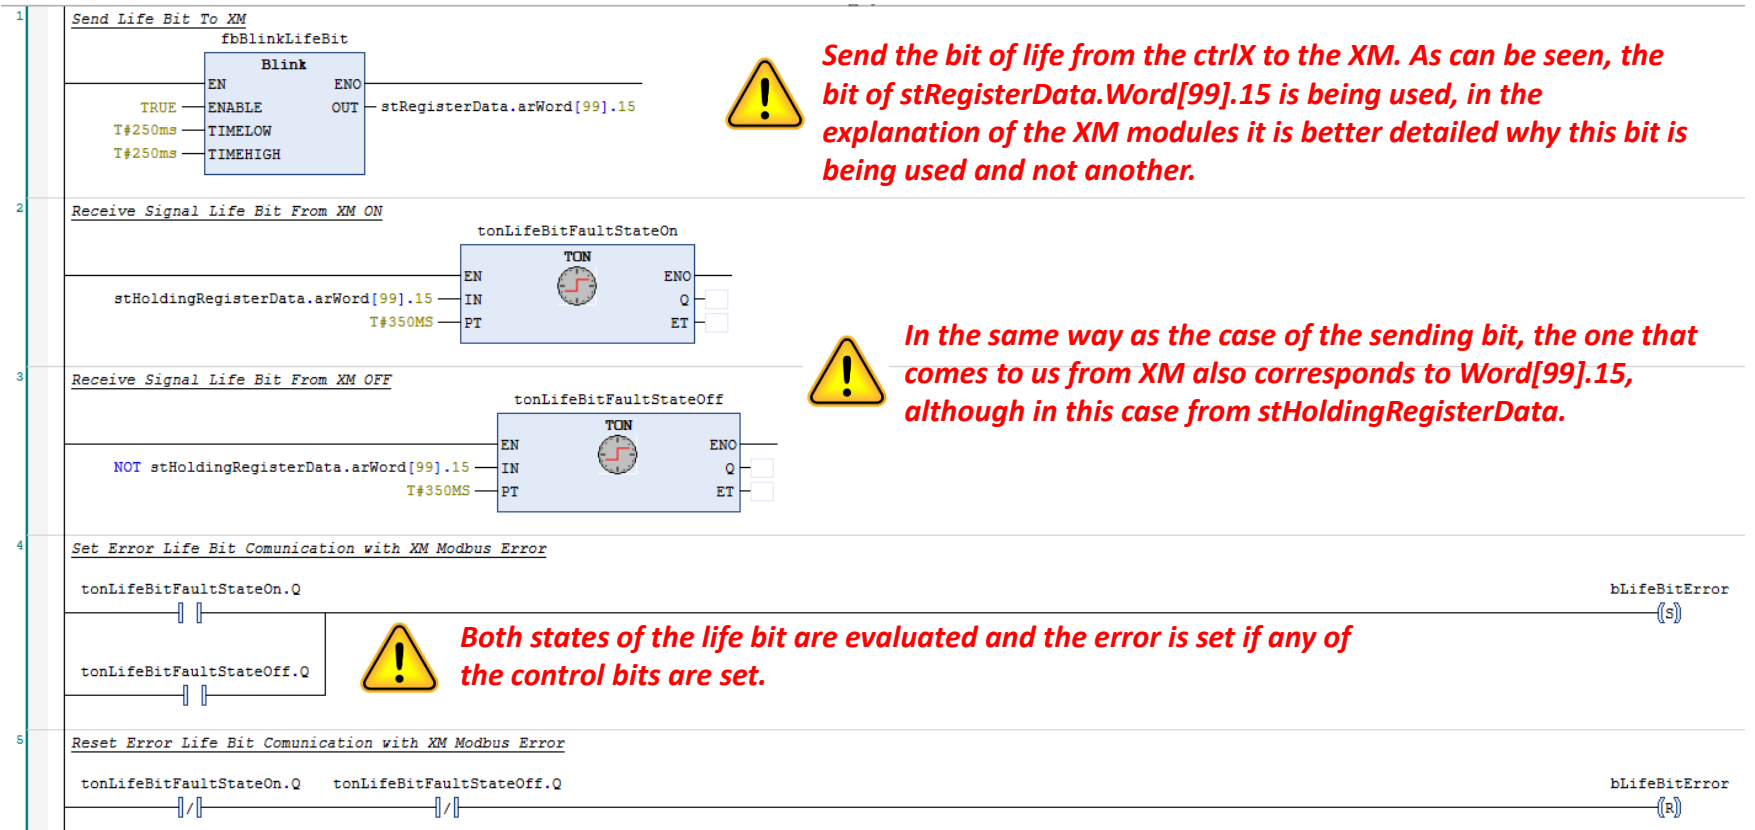 1
Send Life Bit To XM
fbBlinkLifeBit
Blink
EN ENO
TRUE ENABLE OUT stRegisterData.arWord[99].15
T#250ms TIMELOW
T#250ms TIMEHIGH
Send the bit of life from the ctrlX to the XM. As can be seen, the
bit of stRegisterData.Word[99].15 is being used, in the
explanation of the XM modules it is better detailed why this bit is
being used and not another.
2
Receive Signal Life Bit From XM ON
tonLifeBitFaultStateOn
TON
EN ENO
stHoldingRegisterData.arWord[99].15 IN Q
T#350MS PT ET
In the same way as the case of the sending bit, the one that
comes to us from XM also corresponds to Word[99].15,
although in this case from stHoldingRegisterData.
3
Receive Signal Life Bit From XM OFF
tonLifeBitFaultStateOff
TON
EN ENO
NOT stHoldingRegisterData.arWord[99].15 IN Q
T#350MS PT ET
4
Set Error Life Bit Comunication with XM Modbus Error
tonLifeBitFaultStateOn.Q bLifeBitError
S
tonLifeBitFaultStateOff.Q
Both states of the life bit are evaluated and the error is set if any of
the control bits are set.
5
Reset Error Life Bit Comunication with XM Modbus Error
tonLifeBitFaultStateOn.Q tonLifeBitFaultStateOff.Q bLifeBitError
/ / R